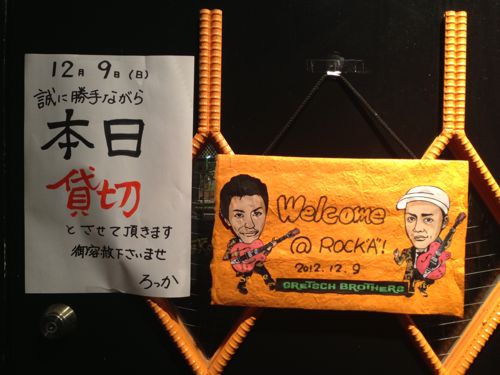 12月 9日(日)
誠に勝手ながら
本日
貸切
とさせて頂きます
御容赦下さいませ
ろっか
Welcome
@ ROCK'A'!
2012.12.9
GRETSCH BROTHERS